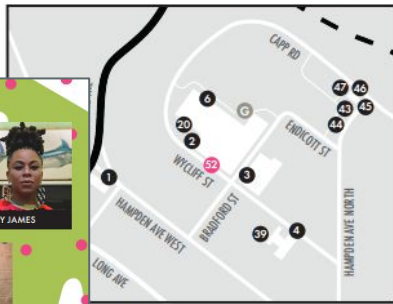 CAPP RD
47 46
6
G
43 45
20
44
ENDICOTT ST
2
52
WYCLIFF ST
3
1
BRADFORD ST
HAMPDEN AVE WEST
39 4
HAMPDEN AVE NORTH
LONG AVE
Y JAMES